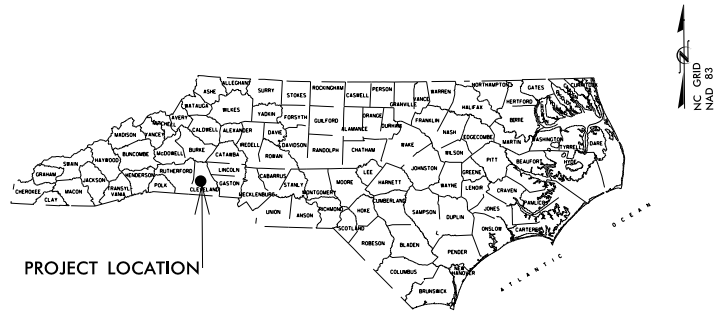 NC GRID
NAD 83
ALLEGHANY
ASHE
SURRY
STOKES
ROCKINGHAM
CASWELL
PERSON
GRANVILLE
VANCE
WARREN
NORTHAMPTON
GATES
HERTFORD
HALIFAX
BERTIE
WATAUGA
WILKES
YADKIN
FORSYTH
GUILFORD
ALAMANCE
ORANGE
DURHAM
FRANKLIN
NASH
EDGECOMBE
MARTIN
WASHINGTON
TYRRELL
DARE
HYDE
AVERY
MITCHELL
MADISON
YANCEY
CALDWELL
ALEXANDER
IREDELL
DAVIE
DAVIDSON
RANDOLPH
CHATHAM
WAKE
WILSON
PITT
BEAUFORT
SWAIN
HAYWOOD
BUNCOMBE
McDOWELL
BURKE
CATAWBA
ROWAN
LEE
JOHNSTON
GREENE
GRAHAM
JACKSON
HENDERSON
RUTHERFORD
LINCOLN
CABARRUS
STANLY
MOORE
HARNETT
WAYNE
LENOIR
CRAVEN
PAMLICO
CHEROKEE
MACON
CLAY
TRANSYL
VANIA
POLK
CLEVELAND
GASTON
MECKLENBURG
MONTGOMERY
CUMBERLAND
SAMPSON
DUPLIN
JONES
CARTERET
UNION
ANSON
RICHMOND
HOKE
SCOTLAND
ROBESON
BLADEN
ONSLOW
PENDER
NEW
HANOVER
COLUMBUS
BRUNSWICK
PROJECT LOCATION
ATLANTIC OCEAN